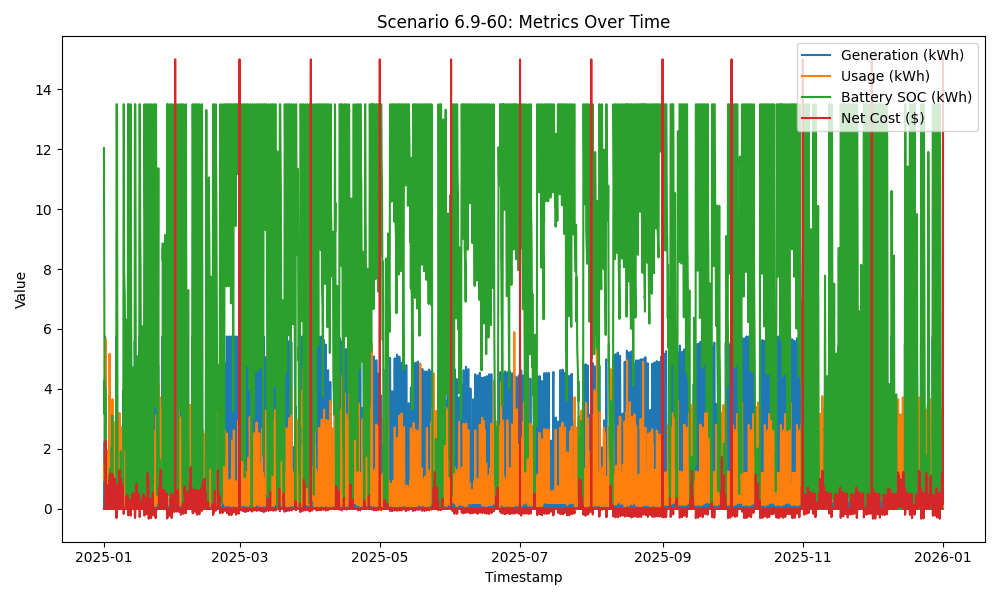 Scenario 6.9-60: Metrics Over Time
Generation (kWh)
Usage (kWh)
Battery SOC (kWh)
Net Cost ($)
Value
14
12
10
8
6
4
2
0
2025-01
2025-03
2025-05
2025-07
2025-09
2025-11
2026-01
Timestamp